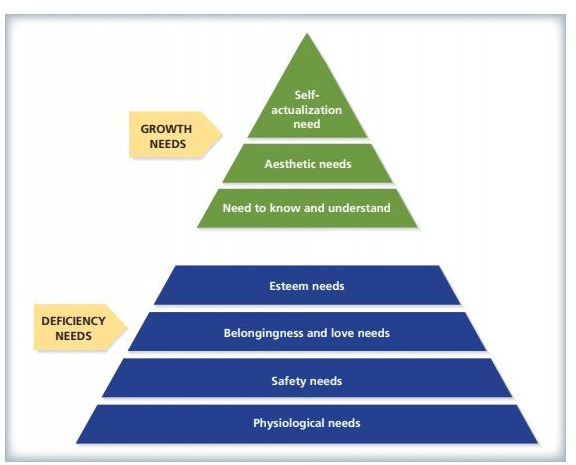 Self-
actualization
need
GROWTH
NEEDS
Aesthetic needs
Need to know and understand
Esteem needs
DEFICIENCY
NEEDS
Belongingness and love needs
Safety needs
Physiological needs